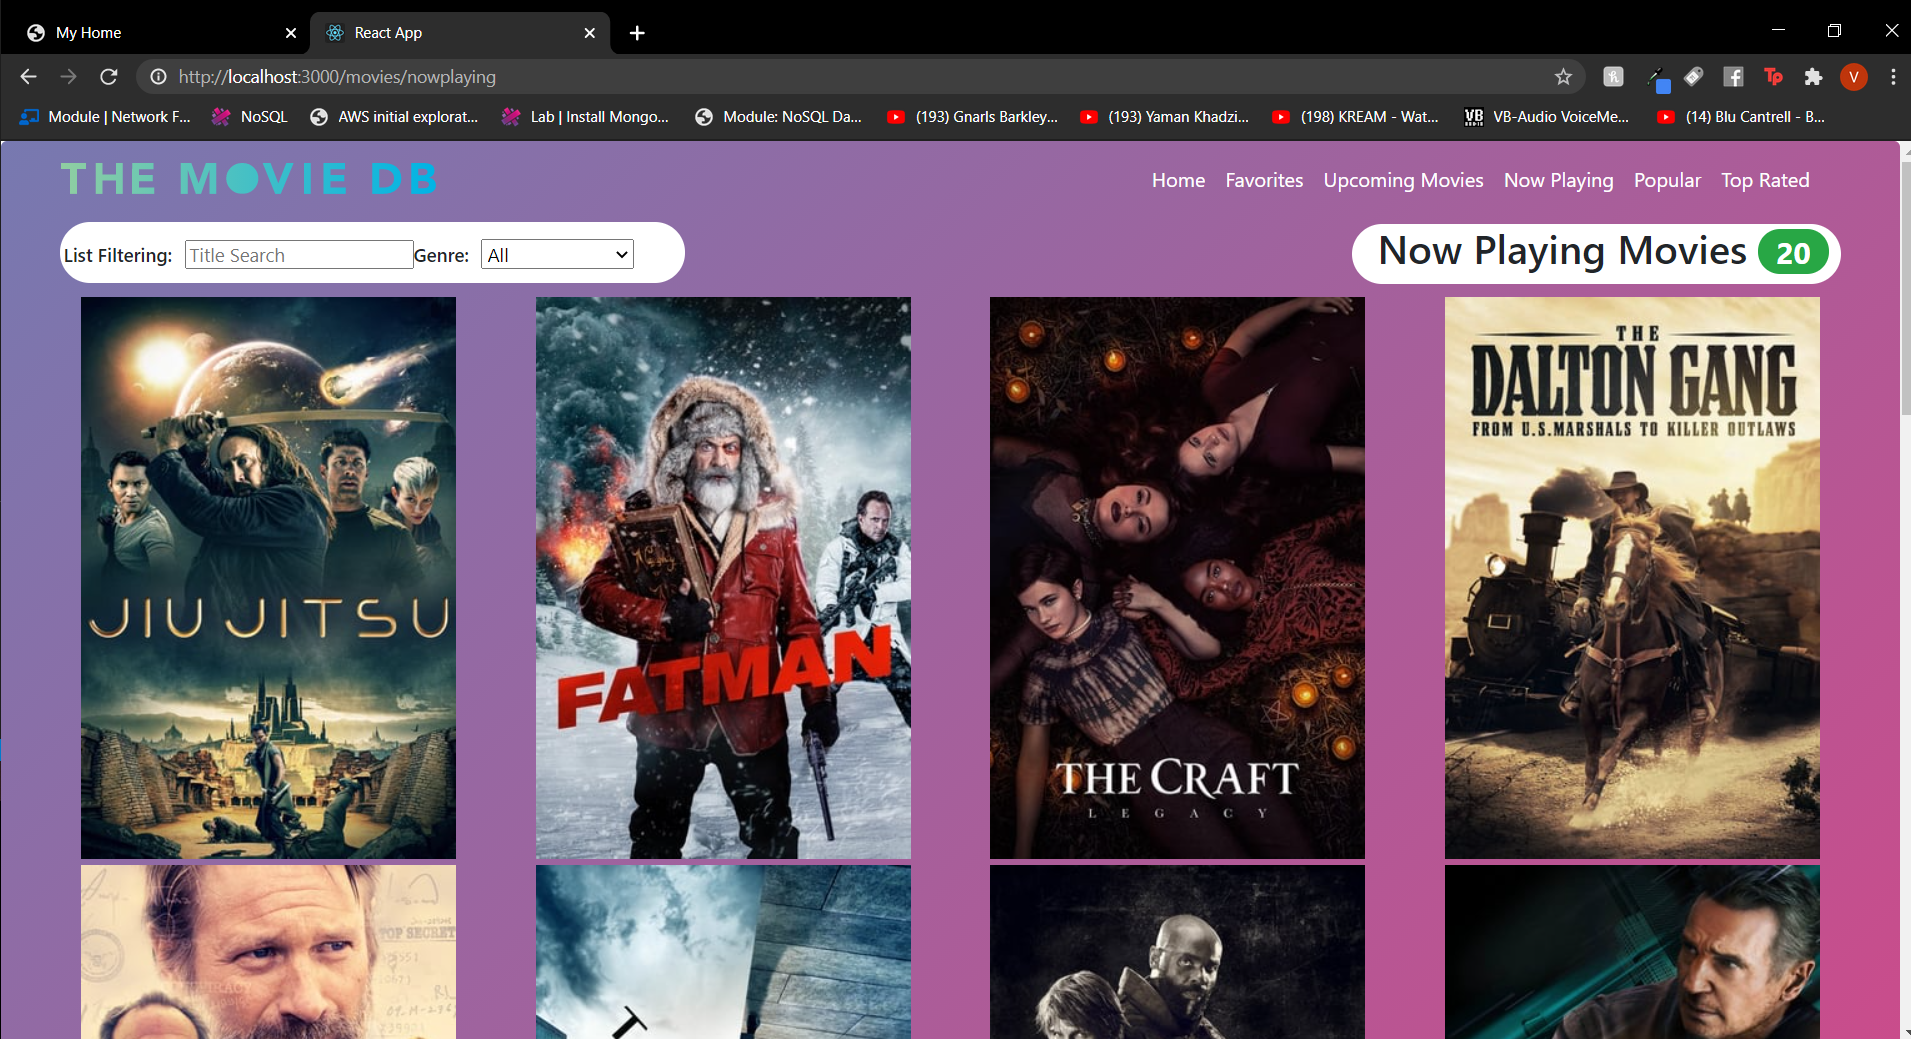 My Home
React App
http://localhost:3000/movies/nowplaying
V
Module | Network F...
NoSQL
AWS initial explorat...
Lab | Install Mongo...
Module: NoSQL Da...
(193) Gnarls Barkley...
(193) Yaman Khadzi...
(198) KREAM - Wat...
VB-Audio VoiceMe...
(14) Blu Cantrell - B...
THE MOVIE DB
Home
Favorites
Upcoming Movies
Now Playing
Popular
Top Rated
List Filtering:
Title Search
Genre:
All
Now Playing Movies 20
JIU JITSU
FATMAN
THE CRAFT
LEGACY
THE
DALTON GANG
FROM U.S. MARSHALS TO KILLER OUTLAWS
TOP SECRET